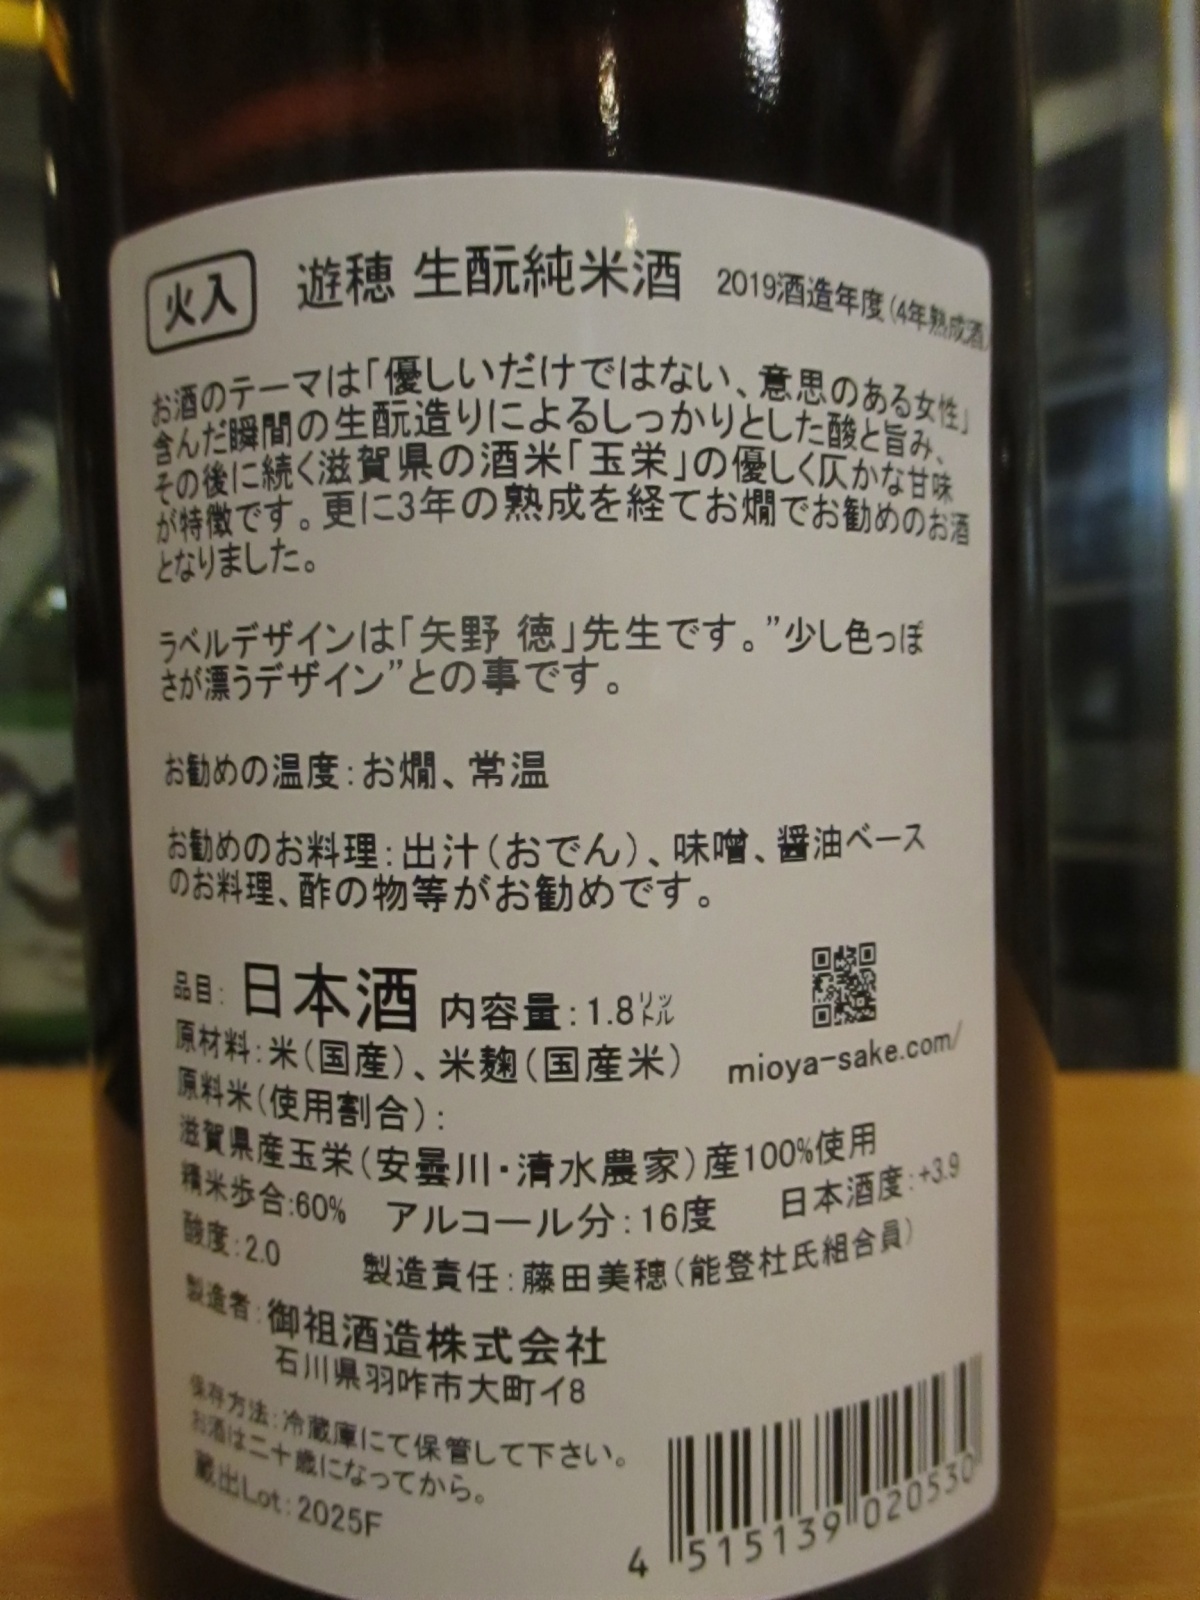 火入 遊穂 生酛純米酒 2019酒造年度(4年熟成酒)
お酒のテーマは「優しいだけではない、意思のある女性」
含んだ瞬間の生酛造りによるしっかりとした酸と旨み、
その後に続く滋賀県の酒米「玉栄」の優しく仄かな甘味
が特徴です。更に3年の熟成を経てお燗でお勧めのお酒
となりました。
ラベルデザインは「矢野 徳」先生です。”少し色っぽ
さが漂うデザイン”との事です。
お勧めの温度:お燗、常温
お勧めのお料理:出汁(おでん)、味噌、醤油ベース
のお料理、酢の物等がお勧めです。
品目:日本酒 内容量:1.8リットル
原材料:米(国産)、米麹(国産米) mioya-sake.com/
原料米(使用割合):
滋賀県産玉栄(安曇川・清水農家)産100%使用
精米歩合:60% アルコール分:16度 日本酒度:+3.9
酸度:2.0 製造責任:藤田美穂(能登杜氏組合員)
製造者:御祖酒造株式会社
石川県羽咋市大町イ8
保存方法:冷蔵庫にて保管して下さい。
お酒は二十歳になってから。
蔵出Lot:2025F
4 515139 020530